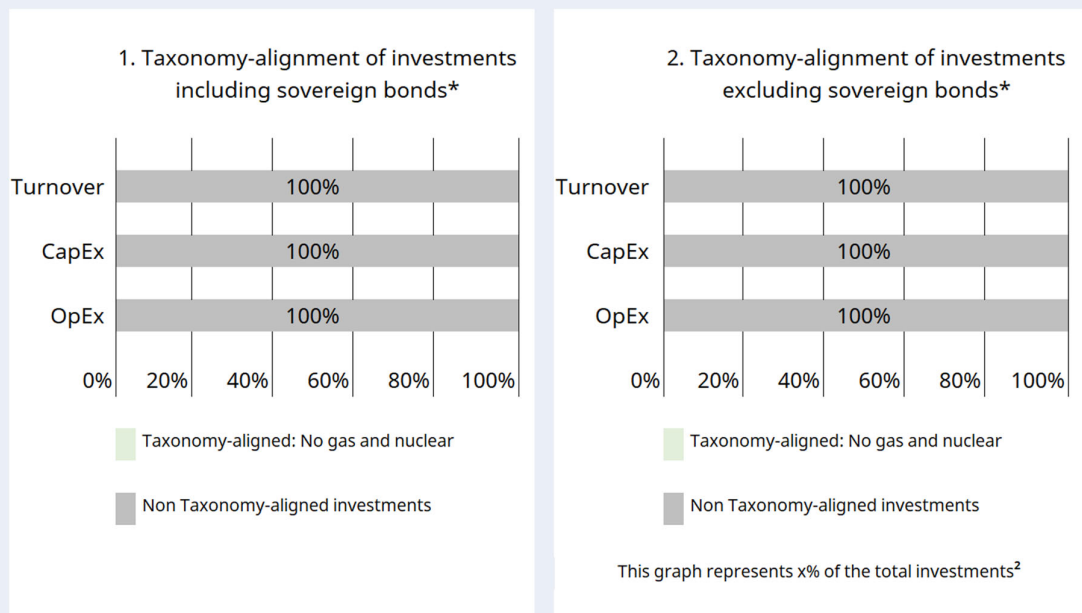 1. Taxonomy-alignment of investments
including sovereign bonds*
Turnover 100%
CapEx 100%
OpEx 100%
0% 20% 40% 60% 80% 100%
Taxonomy-aligned: No gas and nuclear
Non Taxonomy-aligned investments
2. Taxonomy-alignment of investments
excluding sovereign bonds*
Turnover 100%
CapEx 100%
OpEx 100%
0% 20% 40% 60% 80% 100%
Taxonomy-aligned: No gas and nuclear
Non Taxonomy-aligned investments
This graph represents x% of the total investments²